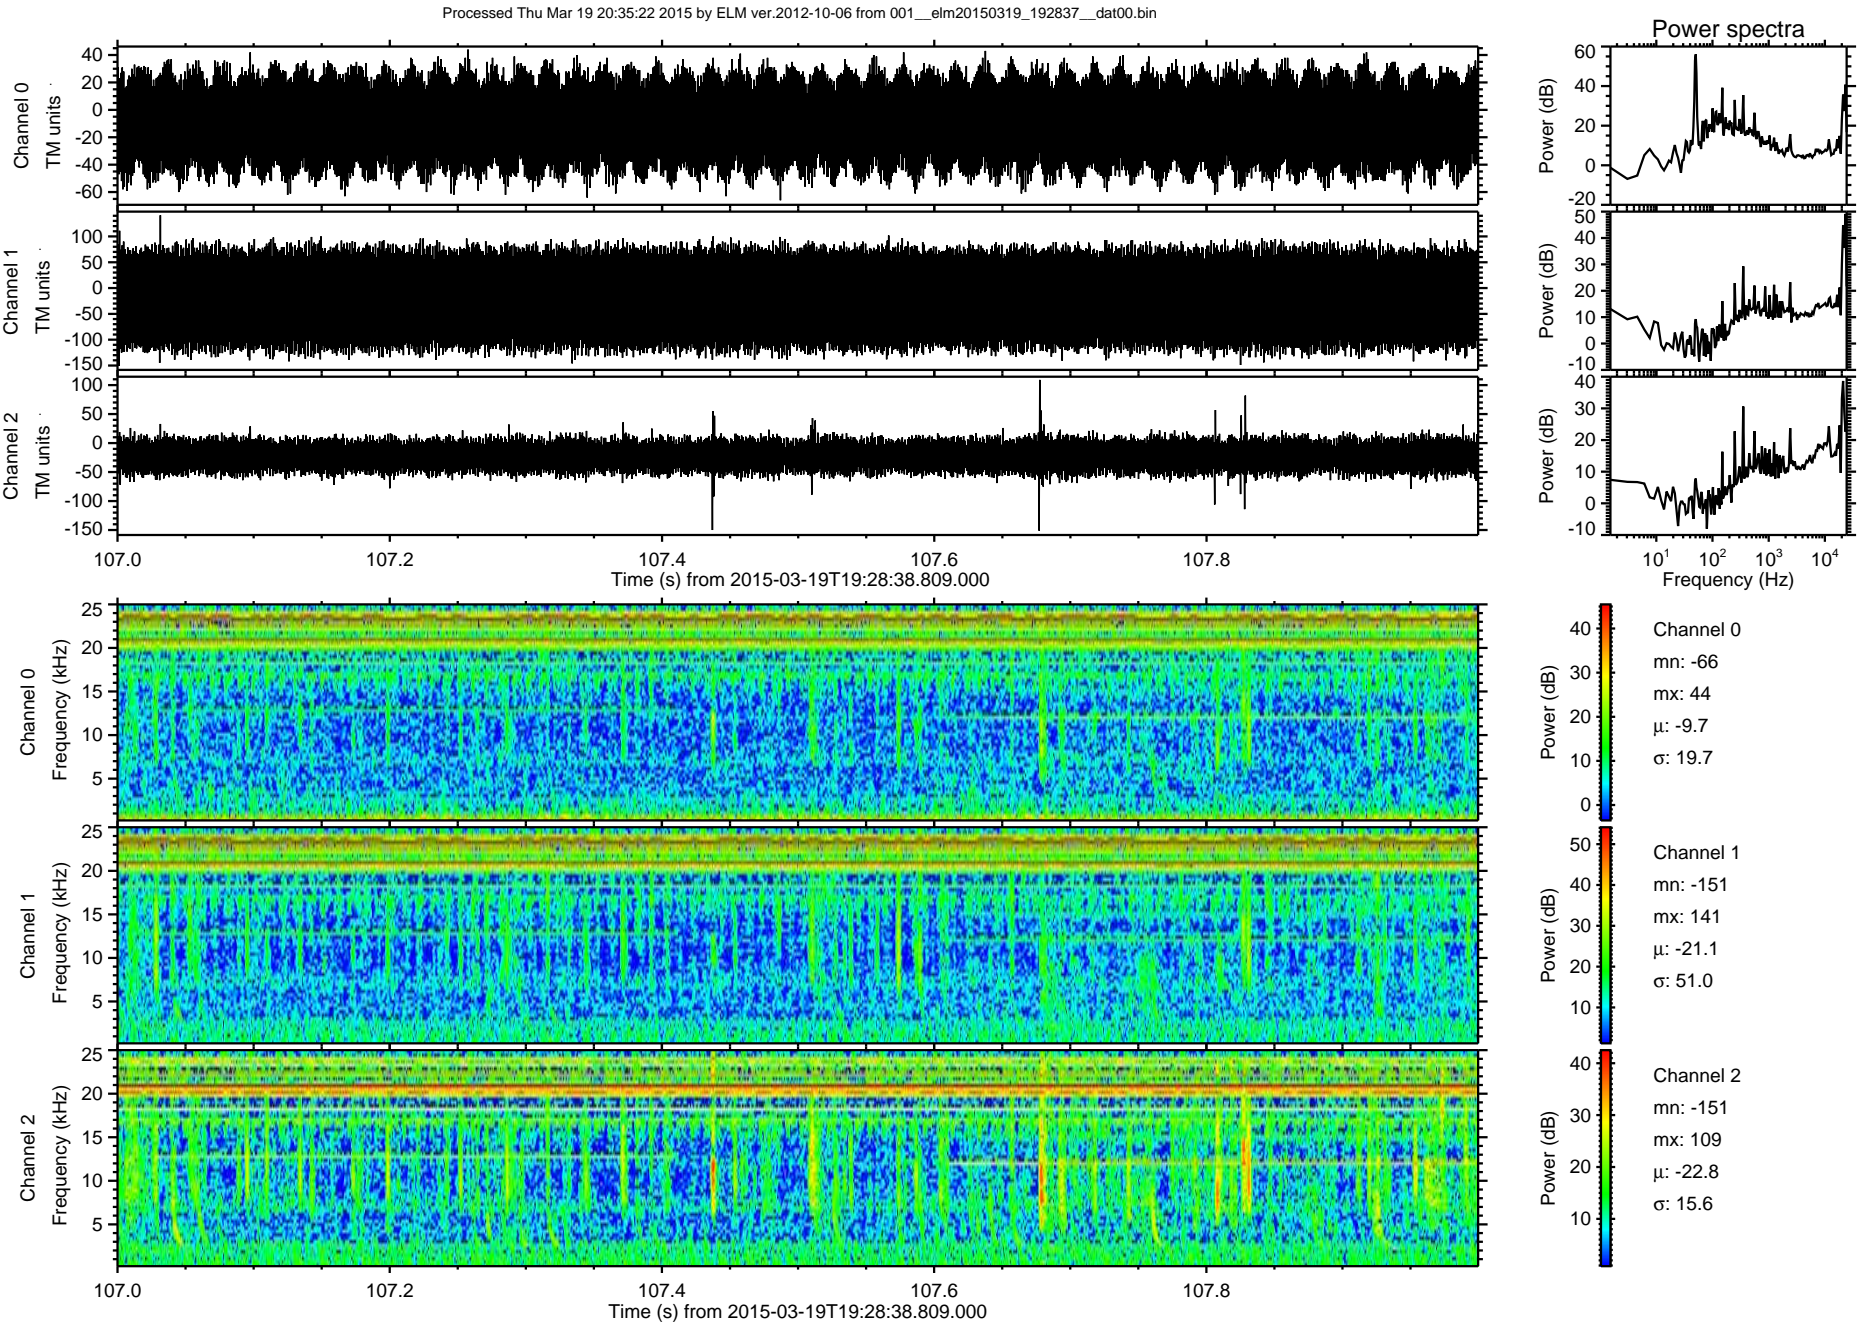 Processed Thu Mar 19 20:35:22 2015 by ELM ver.2012-10-06 from 001__elm20150319_192837__dat00.bin
Power spectra
Channel 0
TM units
40
20
0
-20
-40
-60
Power (dB)
60
40
20
0
-20
Channel 1
TM units
100
50
0
-50
-100
-150
Power (dB)
50
40
30
20
10
0
-10
Channel 2
TM units
100
50
0
-50
-100
-150
Power (dB)
40
30
20
10
0
-10
107.0 107.2 107.4 107.6 107.8
Time (s) from 2015-03-19T19:28:38.809.000
10¹ 10² 10³ 10⁴
Frequency (Hz)
Channel 0
Frequency (kHz)
25
20
15
10
5
Power (dB)
40
30
20
10
0
Channel 0
mn: -66
mx: 44
μ: -9.7
σ: 19.7
Channel 1
Frequency (kHz)
25
20
15
10
5
Power (dB)
50
40
30
20
10
Channel 1
mn: -151
mx: 141
μ: -21.1
σ: 51.0
Channel 2
Frequency (kHz)
25
20
15
10
5
Power (dB)
40
30
20
10
Channel 2
mn: -151
mx: 109
μ: -22.8
σ: 15.6
107.0 107.2 107.4 107.6 107.8
Time (s) from 2015-03-19T19:28:38.809.000